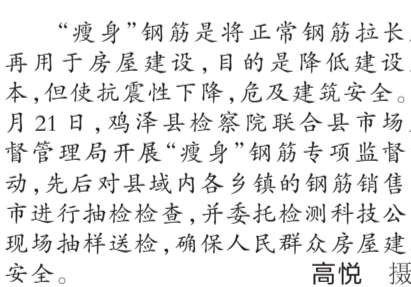 “瘦身”钢筋是将正常钢筋拉长
再用于房屋建设,目的是降低建设
本,但使抗震性下降,危及建筑安全。
月21日,鸡泽县检察院联合县市场
督管理局开展“瘦身”钢筋专项监督
动,先后对县域内各乡镇的钢筋销售
市进行抽检检查,并委托检测科技公
现场抽样送检,确保人民群众房屋建
安全。 高悦 摄